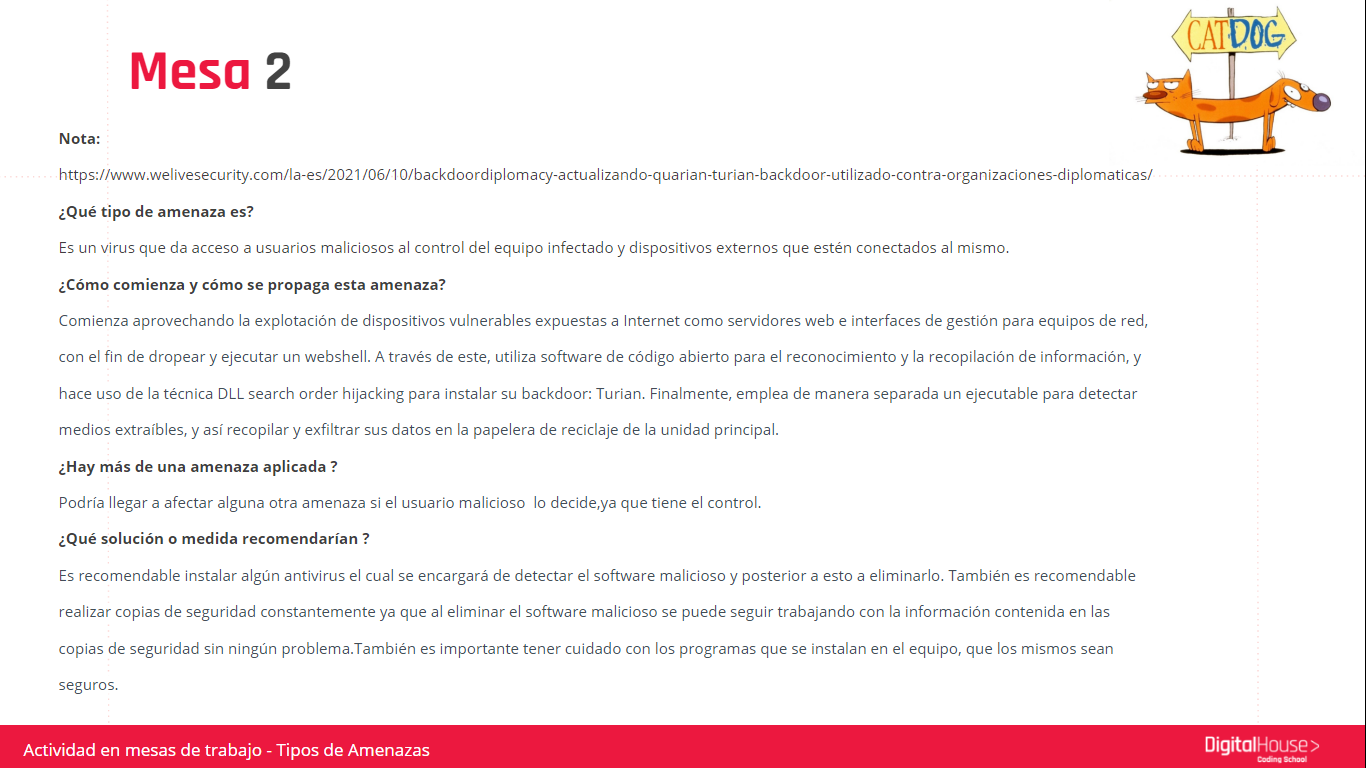 CATDOG
Mesa 2
Nota:
https://www.welivesecurity.com/la-es/2021/06/10/backdoordiplomacy-actualizando-quarian-turian-backdoor-utilizado-contra-organizaciones-diplomaticas/
¿Qué tipo de amenaza es?
Es un virus que da acceso a usuarios maliciosos al control del equipo infectado y dispositivos externos que estén conectados al mismo.
¿Cómo comienza y cómo se propaga esta amenaza?
Comienza aprovechando la explotación de dispositivos vulnerables expuestas a Internet como servidores web e interfaces de gestión para equipos de red,
con el fin de dropear y ejecutar un webshell. A través de este, utiliza software de código abierto para el reconocimiento y la recopilación de información, y
hace uso de la técnica DLL search order hijacking para instalar su backdoor: Turian. Finalmente, emplea de manera separada un ejecutable para detectar
medios extraíbles, y así recopilar y exfiltrar sus datos en la papelera de reciclaje de la unidad principal.
¿Hay más de una amenaza aplicada ?
Podría llegar a afectar alguna otra amenaza si el usuario malicioso  lo decide,ya que tiene el control.
¿Qué solución o medida recomendarían ?
Es recomendable instalar algún antivirus el cual se encargará de detectar el software malicioso y posterior a esto a eliminarlo. También es recomendable
realizar copias de seguridad constantemente ya que al eliminar el software malicioso se puede seguir trabajando con la información contenida en las
copias de seguridad sin ningún problema.También es importante tener cuidado con los programas que se instalan en el equipo, que los mismos sean
seguros.
Actividad en mesas de trabajo - Tipos de Amenazas
DigitalHouse>
Coding School